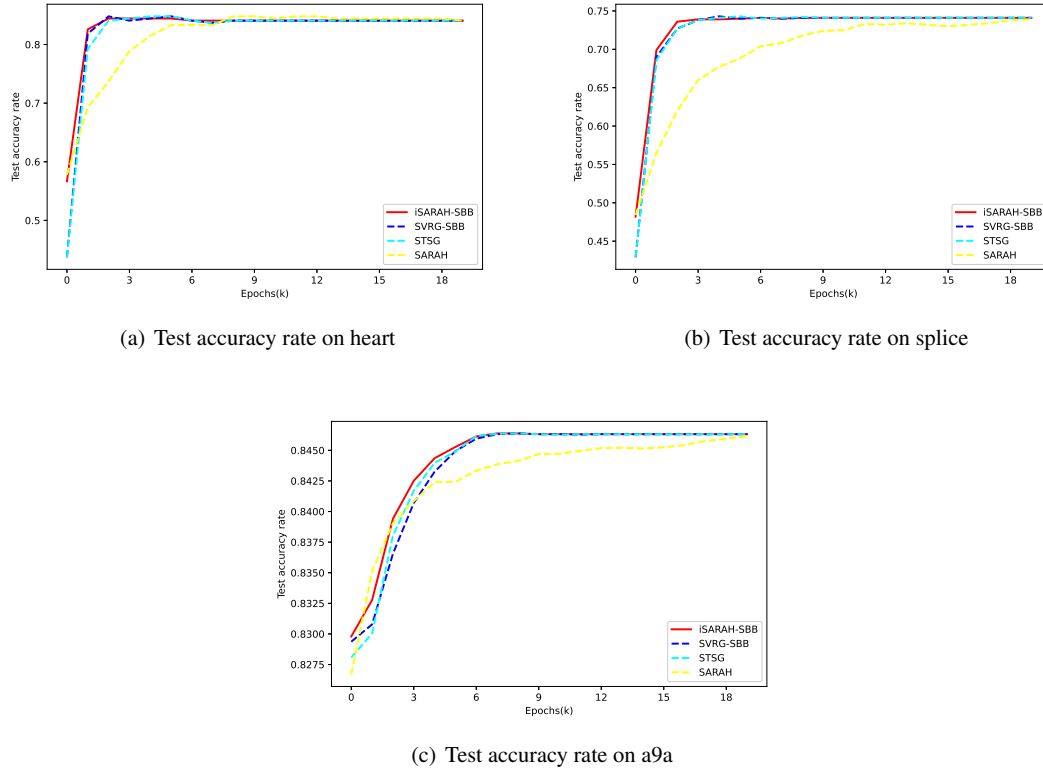 0.8
0.7
0.6
0.5
Test accuracy rate
0 3 6 9 12 15 18
Epochs(k)
iSARAH-SBB
SVRG-SBB
STSG
SARAH
(a) Test accuracy rate on heart
0.75
0.70
0.65
0.60
0.55
0.50
0.45
Test accuracy rate
0 3 6 9 12 15 18
Epochs(k)
iSARAH-SBB
SVRG-SBB
STSG
SARAH
(b) Test accuracy rate on splice
0.8450
0.8425
0.8400
0.8375
0.8350
0.8325
0.8300
0.8275
Test accuracy rate
0 3 6 9 12 15 18
Epochs(k)
iSARAH-SBB
SVRG-SBB
STSG
SARAH
(c) Test accuracy rate on a9a